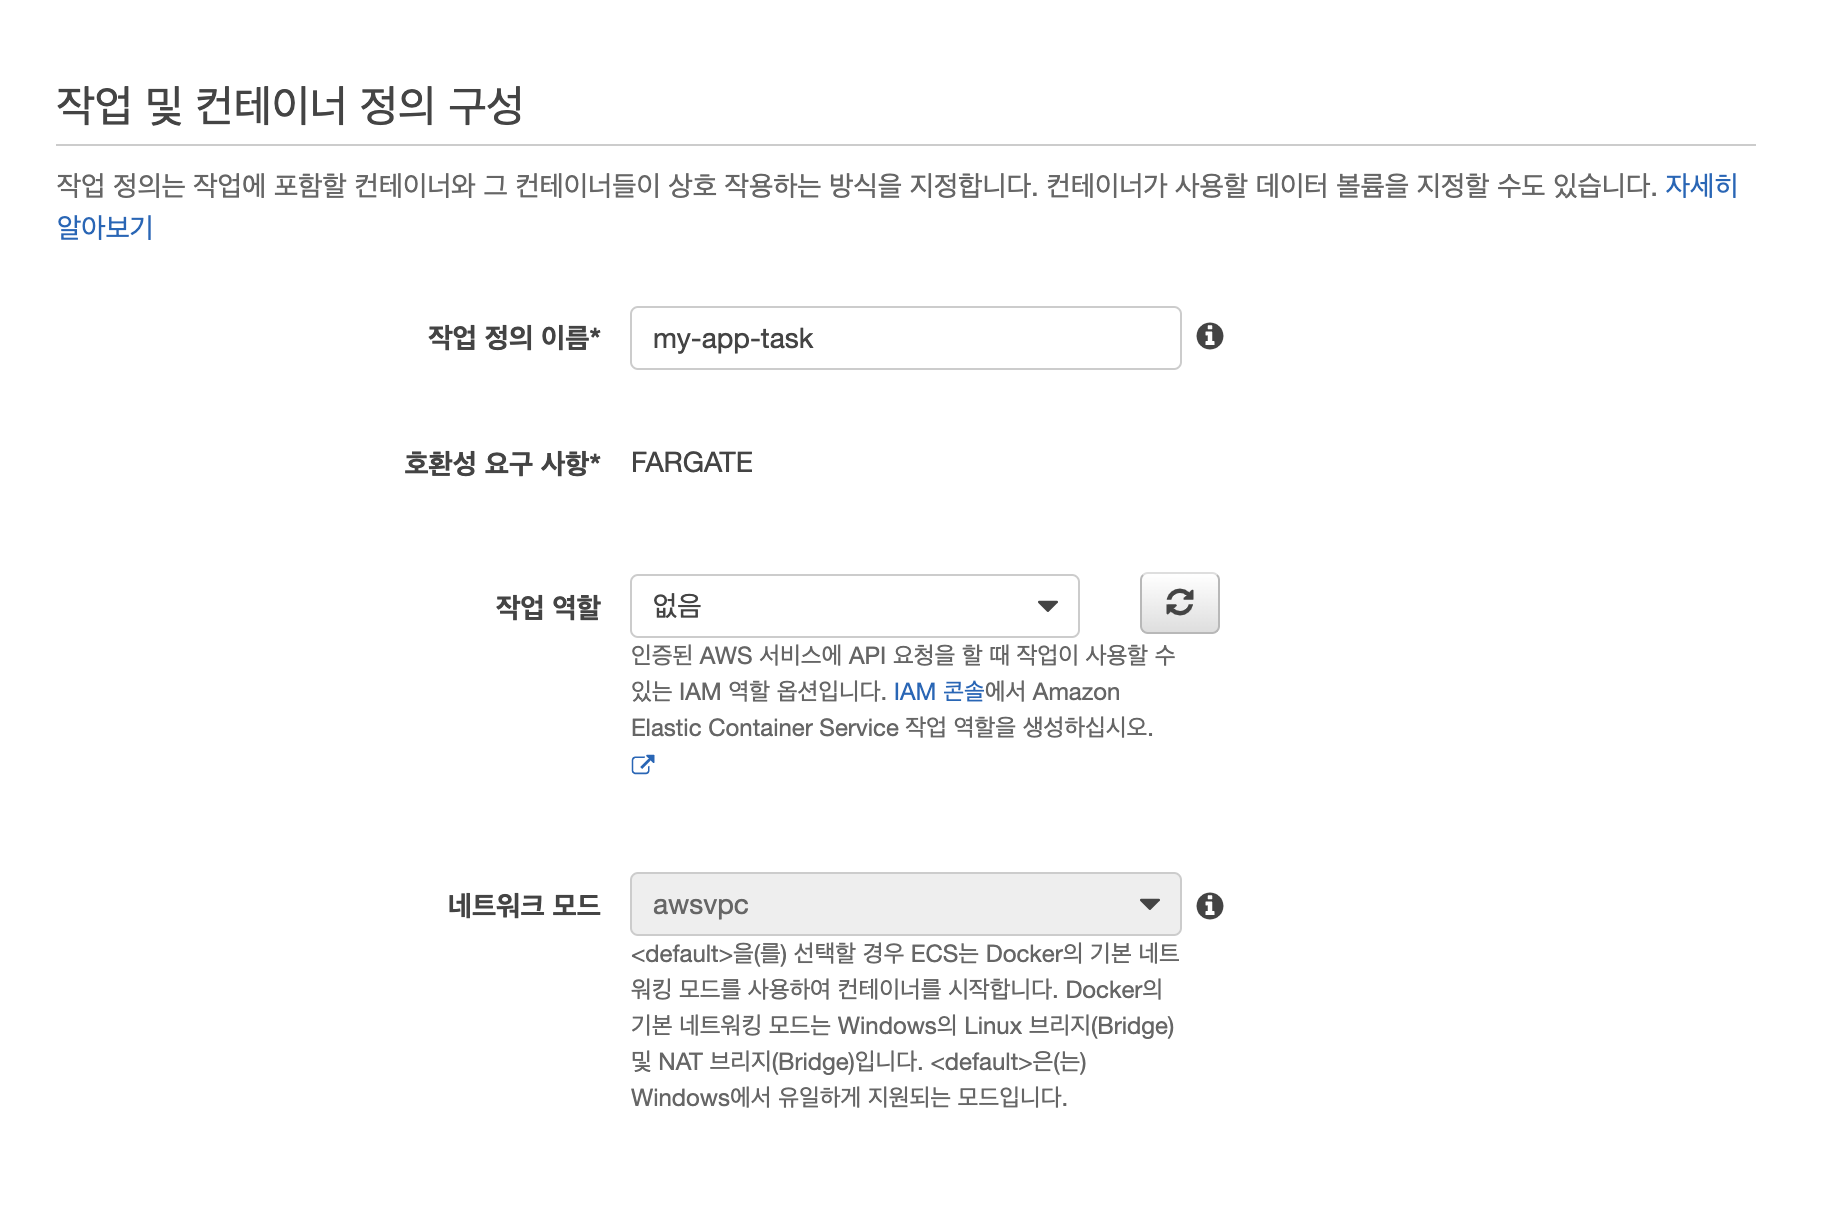 작업 및 컨테이너 정의 구성
작업 정의는 작업에 포함할 컨테이너와 그 컨테이너들이 상호 작용하는 방식을 지정합니다. 컨테이너가 사용할 데이터 볼륨을 지정할 수도 있습니다. 자세히
알아보기
작업 정의 이름* my-app-task
호환성 요구 사항* FARGATE
작업 역할 없음
인증된 AWS 서비스에 API 요청을 할 때 작업이 사용할 수
있는 IAM 역할 옵션입니다. IAM 콘솔에서 Amazon
Elastic Container Service 작업 역할을 생성하십시오.
네트워크 모드 awsvpc
<default>을(를) 선택할 경우 ECS는 Docker의 기본 네트
워킹 모드를 사용하여 컨테이너를 시작합니다. Docker의
기본 네트워킹 모드는 Windows의 Linux 브리지(Bridge)
및 NAT 브리지(Bridge)입니다. <default>은(는)
Windows에서 유일하게 지원되는 모드입니다.